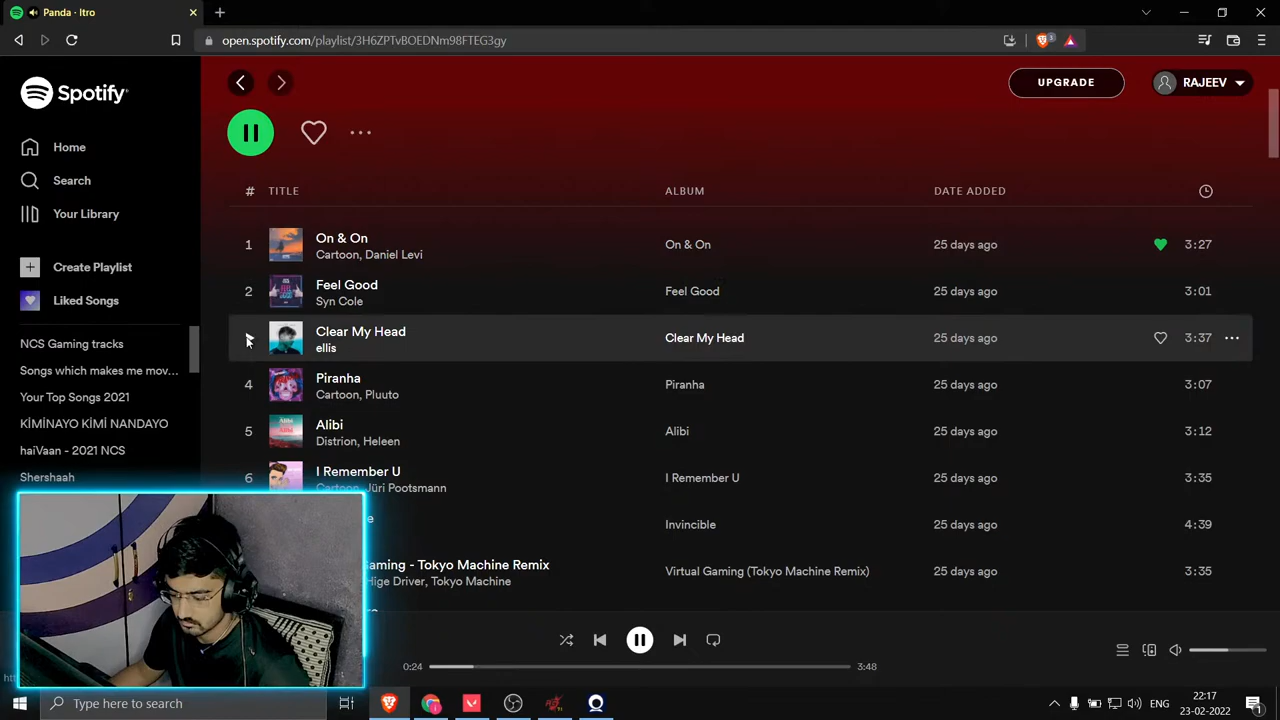 Panda · Itro
open.spotify.com/playlist/3H6ZPTvBOEDNm98FTEG3gy
1
Spotify
UPGRADE
RAJEEV
Home
Search
Your Library
Create Playlist
Liked Songs
NCS Gaming tracks
Songs which makes me mov...
Your Top Songs 2021
KİMİNAYO KİMİ NANDAYO
haiVaan - 2021 NCS
Shershaah
# TITLE ALBUM DATE ADDED
1 On & On On & On 25 days ago 3:27
Cartoon, Daniel Levi
2 Feel Good Feel Good 25 days ago 3:01
Syn Cole
Clear My Head Clear My Head 25 days ago 3:37
ellis
4 Piranha Piranha 25 days ago 3:07
Cartoon, Pluuto
5 Alibi Alibi 25 days ago 3:12
Distrion, Heleen
6 I Remember U I Remember U 25 days ago 3:35
Cartoon, Jüri Pootsmann
Invincible 25 days ago 4:39
aming - Tokyo Machine Remix Virtual Gaming (Tokyo Machine Remix) 25 days ago 3:35
Hige Driver, Tokyo Machine
0:24 3:48
Type here to search
ENG
22:17
23-02-2022